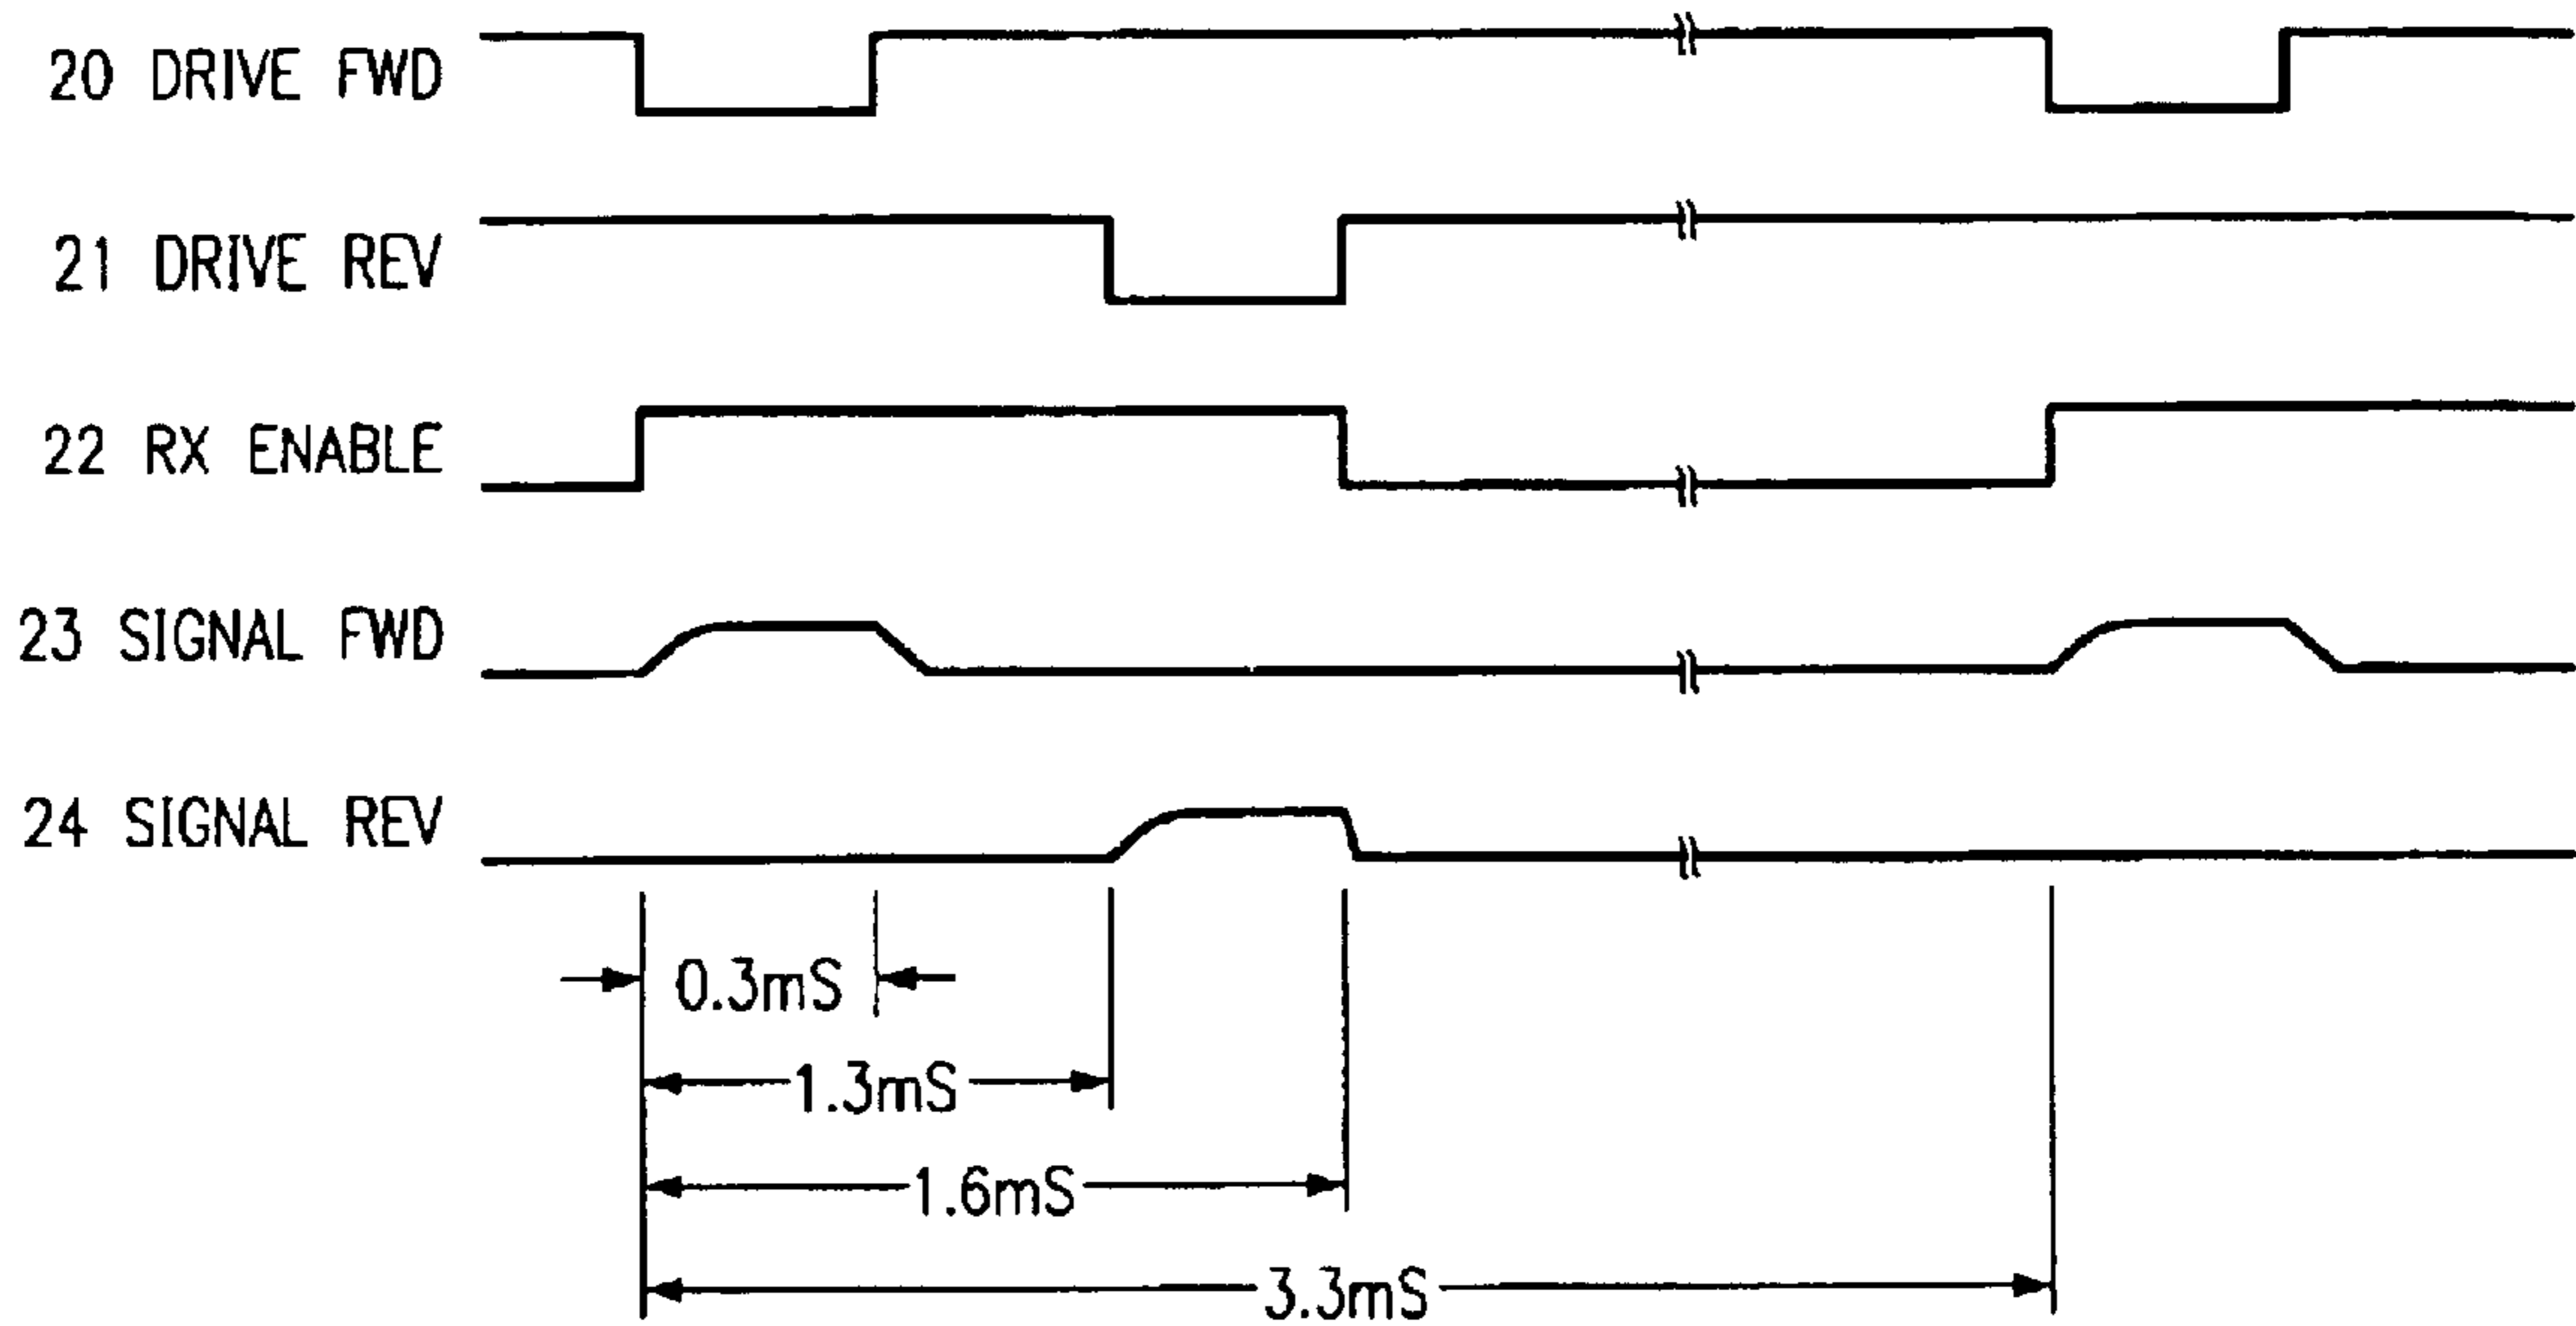 20 DRIVE FWD
21 DRIVE REV
22 RX ENABLE
23 SIGNAL FWD
24 SIGNAL REV
0.3mS
1.3mS
1.6mS
3.3mS